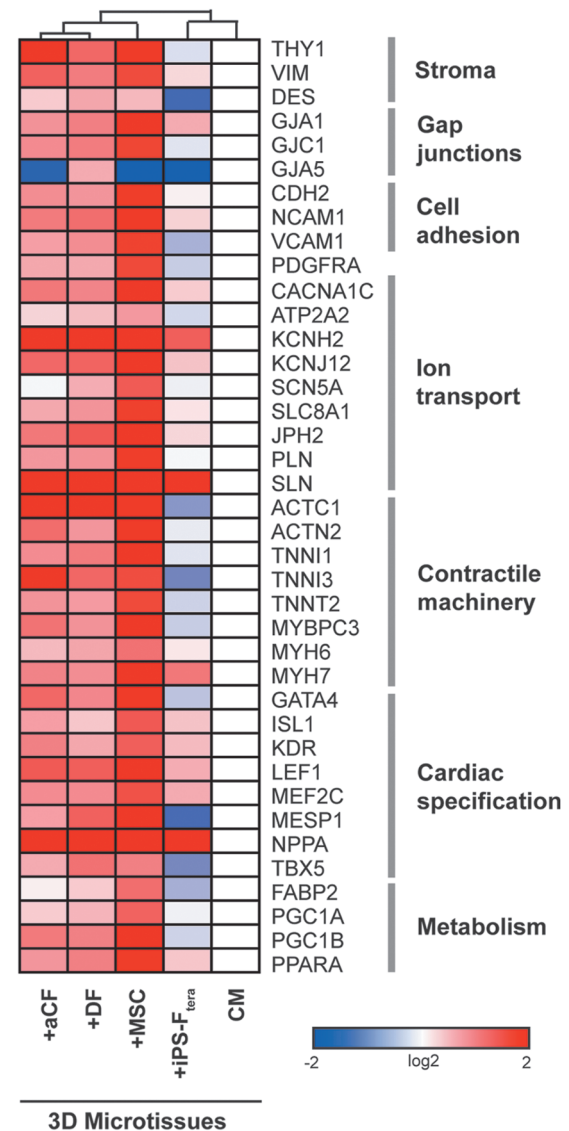 THY1
VIM
DES
Stroma
GJA1
GJC1
GJA5
Gap
junctions
CDH2
NCAM1
VCAM1
PDGFRA
Cell
adhesion
CACNA1C
ATP2A2
KCNH2
KCNJ12
SCN5A
SLC8A1
JPH2
PLN
SLN
Ion
transport
ACTC1
ACTN2
TNNI1
TNNI3
TNNT2
MYBPC3
MYH6
MYH7
Contractile
machinery
GATA4
ISL1
KDR
LEF1
MEF2C
MESP1
NPPA
TBX5
Cardiac
specification
FABP2
PGC1A
PGC1B
PPARA
Metabolism
+aCF
+DF
+MSC
+iPS-Ftera
CM
3D Microtissues
-2 log2 2